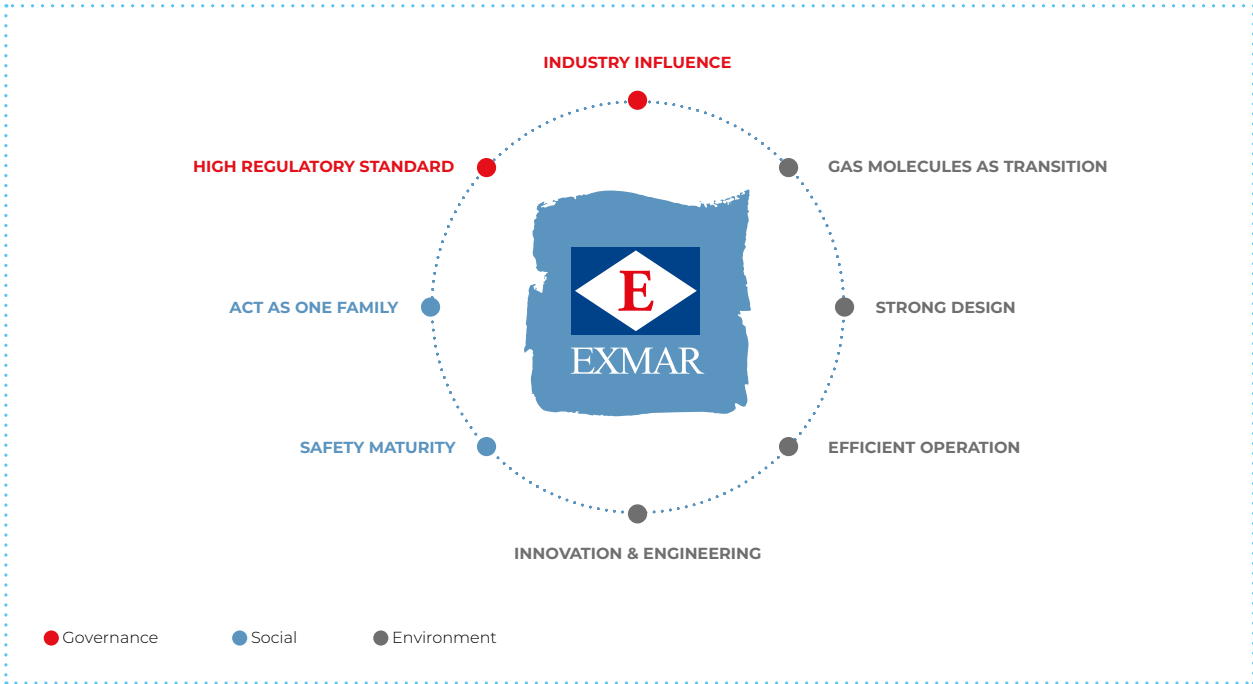 INDUSTRY INFLUENCE
HIGH REGULATORY STANDARD
GAS MOLECULES AS TRANSITION
E
EXMAR
ACT AS ONE FAMILY
STRONG DESIGN
SAFETY MATURITY
EFFICIENT OPERATION
INNOVATION & ENGINEERING
Governance
Social
Environment